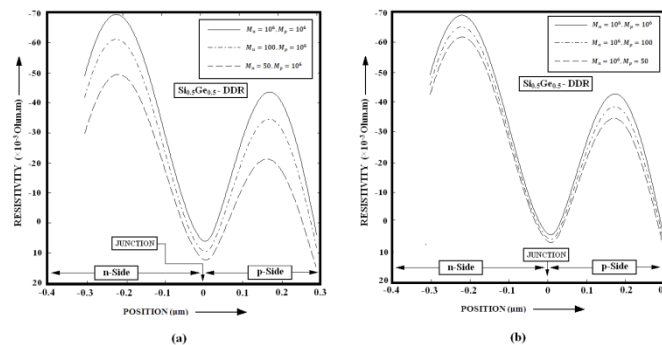 -70
-60
-50
-40
-30
-20
-10
0
10
20
RESISTIVITY (×10⁻³ Ohm.m)
Mₙ = 10⁶. Mₚ = 10⁶
Mₙ = 100. Mₚ = 10⁶
Mₙ = 50. Mₚ = 10⁶
Si₀.₅Ge₀.₅- DDR
JUNCTION
n-Side
p-Side
-0.4 -0.3 -0.2 -0.1 0 0.1 0.2 0.3
POSITION (μm)
(a)
-70
-60
-50
-40
-30
-20
-10
0
10
20
RESISTIVITY (×10⁻³ Ohm.m)
Mₙ = 10⁶. Mₚ = 10⁶
Mₙ = 10⁶. Mₚ = 100
Mₙ = 10⁶. Mₚ = 50
Si₀.₅Ge₀.₅- DDR
JUNCTION
n-Side
p-Side
-0.4 -0.3 -0.2 -0.1 0 0.1 0.2
POSITION (μm)
(b)